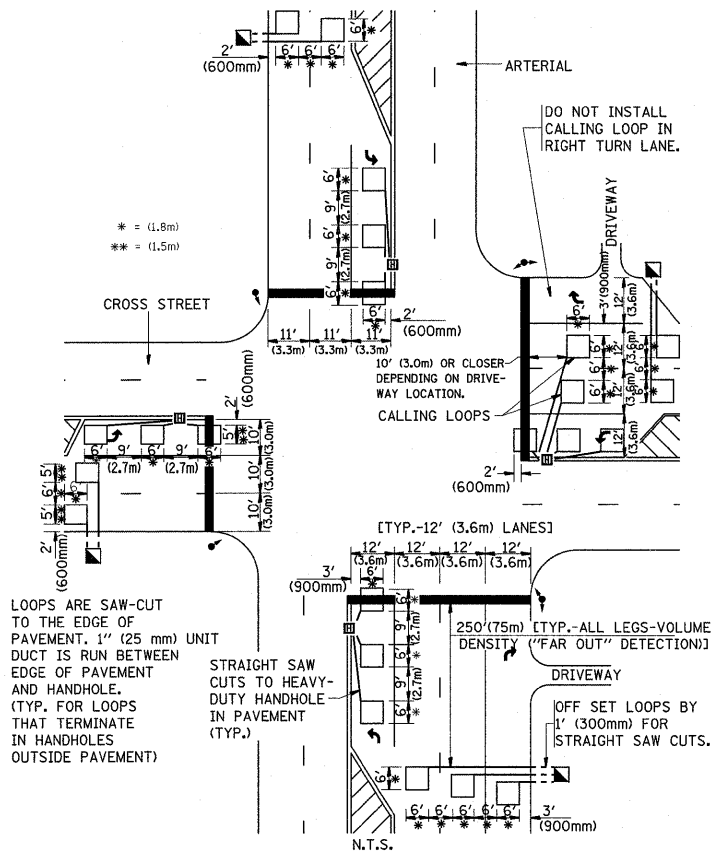 6'
*
6' 6' 6'
* * *
2'
(600mm)
ARTERIAL
DO NOT INSTALL
CALLING LOOP IN
RIGHT TURN LANE.
DRIVEWAY
* = (1.8m)
** = (1.5m)
6'
*
9'
(2.7m)
6'
*
9'
(2.7m)
6'
*
6'
*
2'
(600mm)
11' 11' 11'
(3.3m) (3.3m) (3.3m)
CROSS STREET
3'(900mm)
12'
(3.6m)
6'
*
10' (3.0m) OR CLOSER
DEPENDING ON DRIVE-
WAY LOCATION.
CALLING LOOPS
6'
*
6'
*
6'
*
12'
(3.6m)
12'
(3.6m)
6'
*
6'
*
6'
*
12'
(3.6m)
2'
(600mm)
2'
(600mm)
5'
**
10'
(3.0m)
10'
(3.0m)
10'
(3.0m)
6' 9' 6' 9' 6'
* (2.7m) * (2.7m) *
5'
**
6'
*
6'
*
5'
**
2'
(600mm)
[TYP.-12' (3.6m) LANES]
12' 12' 12' 12'
(3.6m) (3.6m) (3.6m) (3.6m)
3'
(900mm)
6'
*
6'
*
9'
(2.7m)
6'
*
9'
(2.7m)
6'
*
LOOPS ARE SAW-CUT
TO THE EDGE OF
PAVEMENT. 1" (25 mm) UNIT
DUCT IS RUN BETWEEN
EDGE OF PAVEMENT
AND HANDHOLE.
(TYP. FOR LOOPS
THAT TERMINATE
IN HANDHOLES
OUTSIDE PAVEMENT)
STRAIGHT SAW
CUTS TO HEAVY-
DUTY HANDHOLE
IN PAVEMENT
(TYP.)
250'(75m) [TYP.-ALL LEGS-VOLUME
DENSITY ("FAR OUT" DETECTION)]
DRIVEWAY
OFF SET LOOPS BY
1' (300mm) FOR
STRAIGHT SAW CUTS.
6'
*
6' 6' 6' 6' 6'
* * * * *
3'
(900mm)
N.T.S.